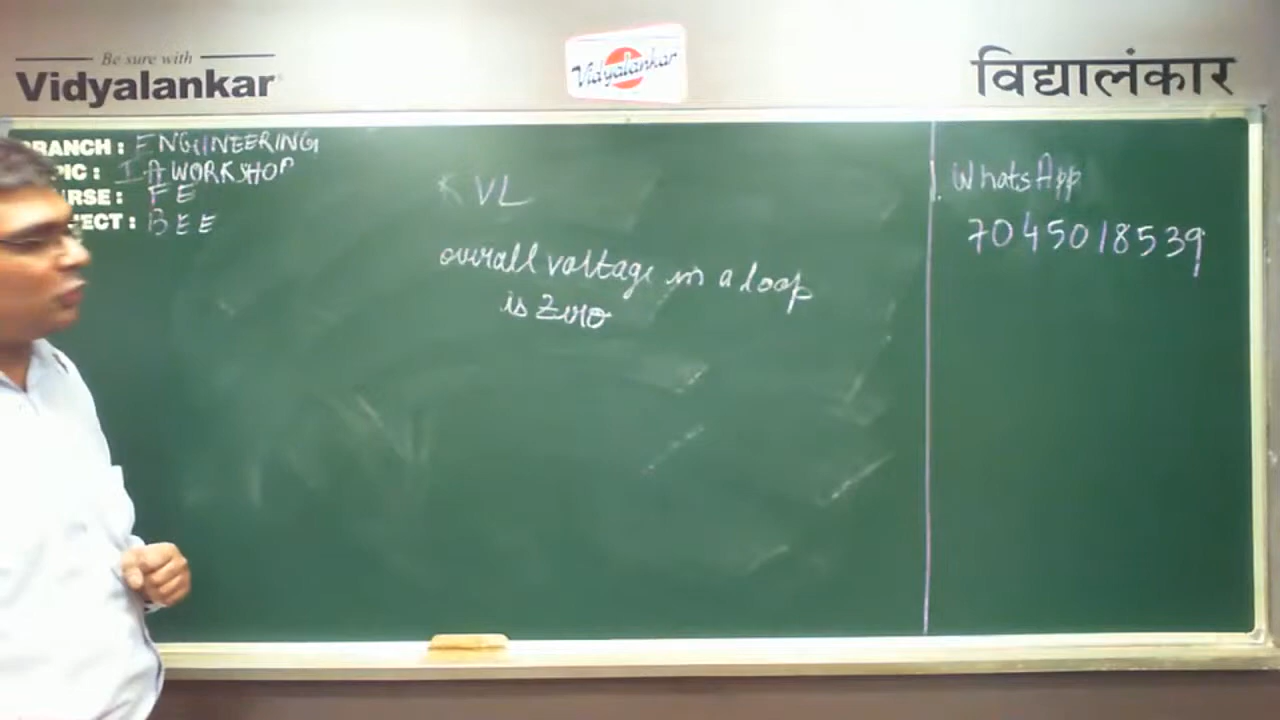 Be sure with
Vidyalankar
Vidyalankar
विद्यालंकार
RANCH : ENGINEERING
PIC : IA WORKSHOP
RSE : FE
ECT : BEE
KVL
overall voltage in a loop
is zero
WhatsApp
7045018539